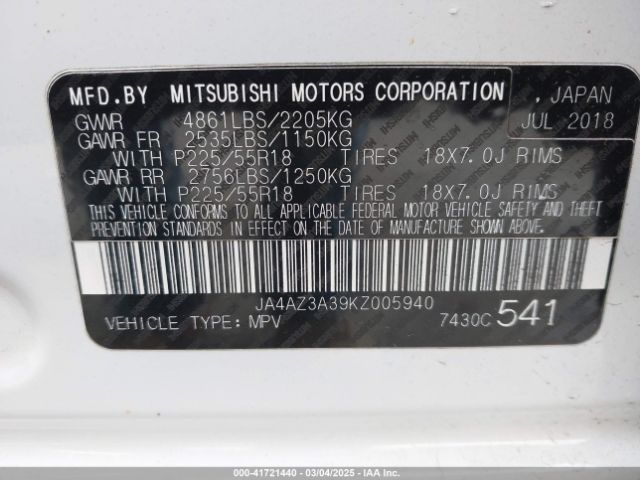 MFD.BY MITSUBISHI MOTORS CORPORATION , JAPAN
GVWR 4861LBS/2205KG JUL 2018
GAWR FR 2535LBS/1150KG
WITH P225/55R18 TIRES 18X7.0J RIMS
GAWR RR 2756LBS/1250KG
WITH P225/55R18 TIRES 18X7.0J RIMS
THIS VEHICLE CONFORMS TO ALL APPLICABLE FEDERAL MOTOR VEHICLE SAFETY AND THEFT
PREVENTION STANDARDS IN EFFECT ON THE DATE OF MANUFACTURE SHOWN ABOVE.
JA4AZ3A39KZ005940
VEHICLE TYPE: MPV 7430C 541
000-41721440 - 03/04/2025 - IAA Inc.